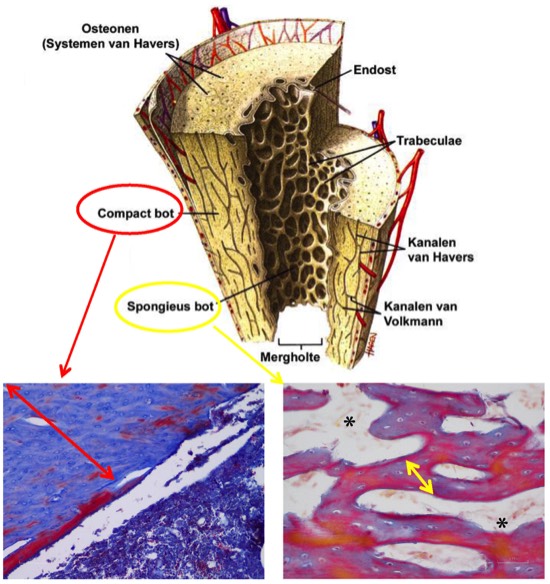 Osteonen
(Systemen van Havers)
Endost
Trabeculae
Compact bot
Kanalen
van Havers
Spongieus bot
Kanalen van
Volkmann
Mergholte
*
*